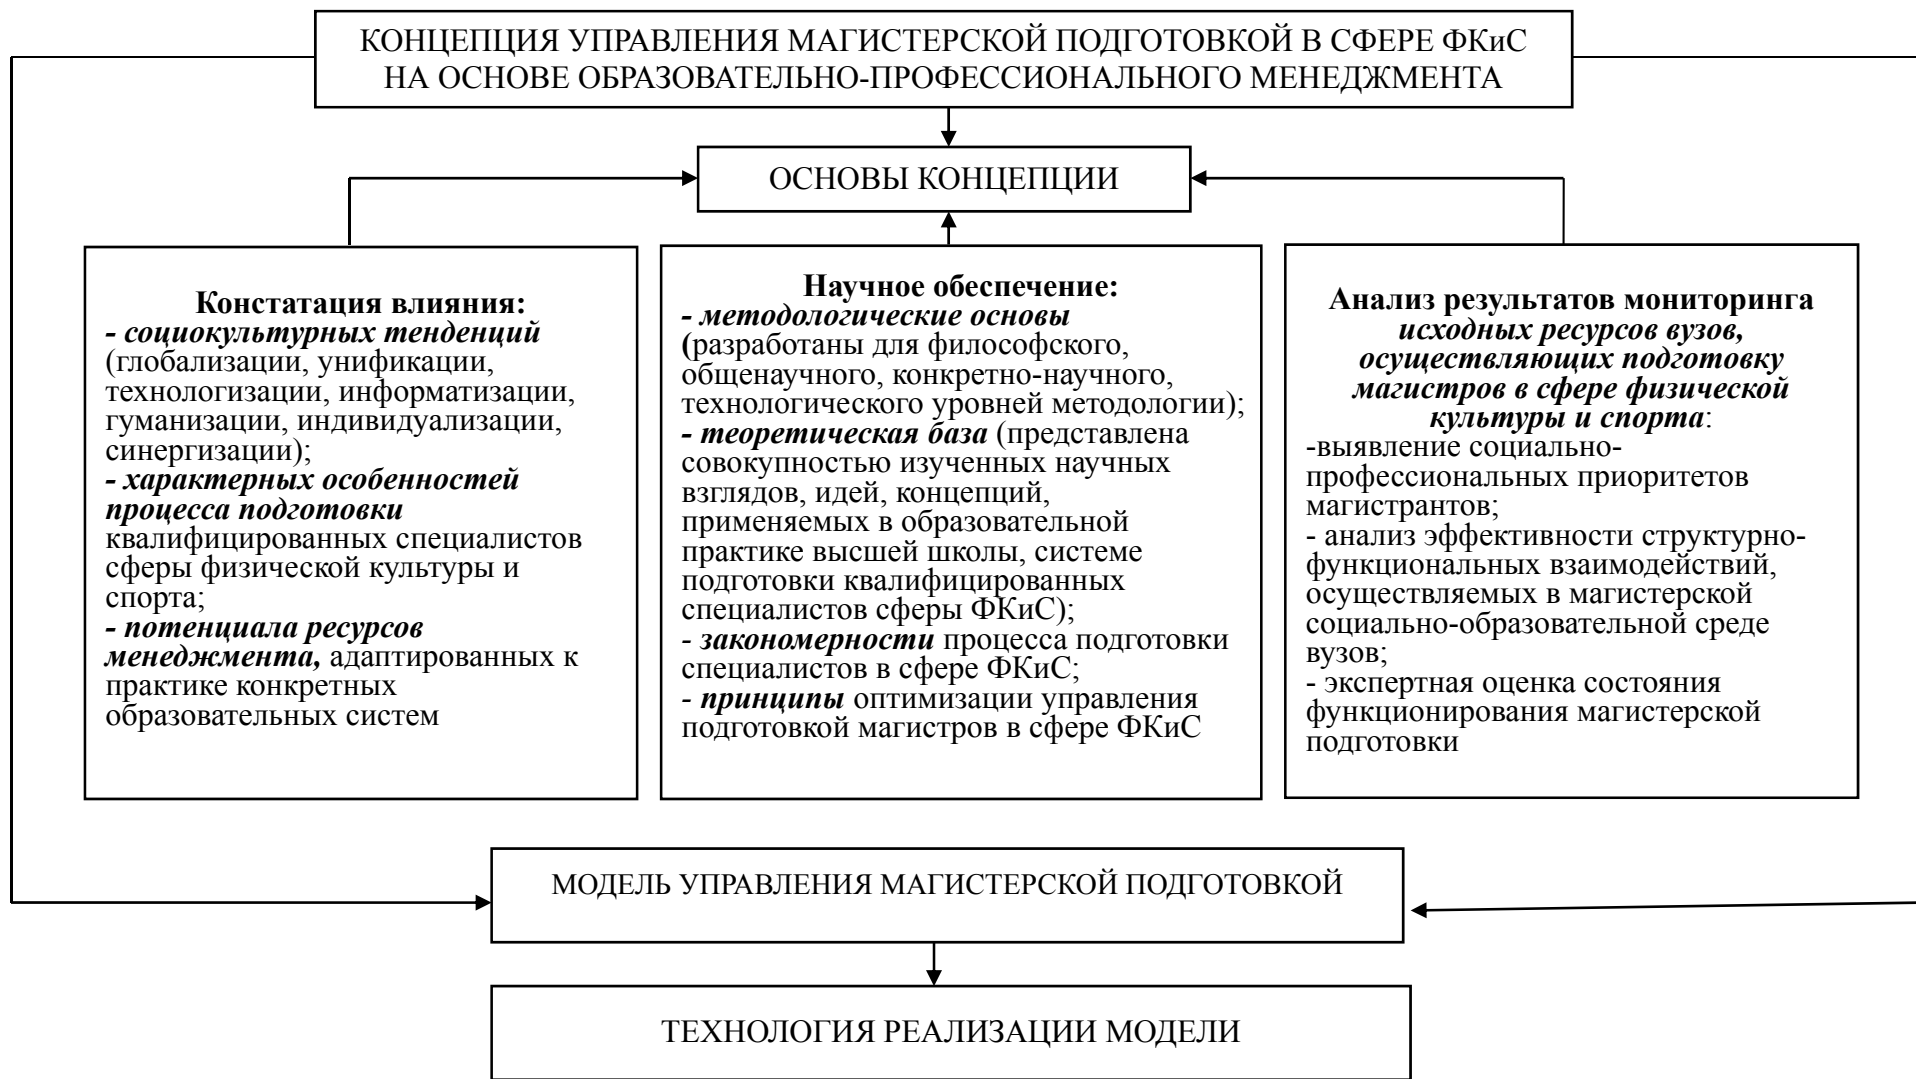 КОНЦЕПЦИЯ УПРАВЛЕНИЯ МАГИСТЕРСКОЙ ПОДГОТОВКОЙ В СФЕРЕ ФКиС
НА ОСНОВЕ ОБРАЗОВАТЕЛЬНО-ПРОФЕССИОНАЛЬНОГО МЕНЕДЖМЕНТА
ОСНОВЫ КОНЦЕПЦИИ
Констатация влияния:
- социокультурных тенденций
(глобализации, унификации,
технологизации, информатизации,
гуманизации, индивидуализации,
синергизации);
- характерных особенностей
процесса подготовки
квалифицированных специалистов
сферы физической культуры и
спорта;
- потенциала ресурсов
менеджмента, адаптированных к
практике конкретных
образовательных систем
Научное обеспечение:
- методологические основы
(разработаны для философского,
общенаучного, конкретно-научного,
технологического уровней методологии);
- теоретическая база (представлена
совокупностью изученных научных
взглядов, идей, концепций,
применяемых в образовательной
практике высшей школы, системе
подготовки квалифицированных
специалистов сферы ФКиС);
- закономерности процесса подготовки
специалистов в сфере ФКиС;
- принципы оптимизации управления
подготовкой магистров в сфере ФКиС
Анализ результатов мониторинга
исходных ресурсов вузов,
осуществляющих подготовку
магистров в сфере физической
культуры и спорта:
-выявление социально-
профессиональных приоритетов
магистрантов;
- анализ эффективности структурно-
функциональных взаимодействий,
осуществляемых в магистерской
социально-образовательной среде
вузов;
- экспертная оценка состояния
функционирования магистерской
подготовки
МОДЕЛЬ УПРАВЛЕНИЯ МАГИСТЕРСКОЙ ПОДГОТОВКОЙ
ТЕХНОЛОГИЯ РЕАЛИЗАЦИИ МОДЕЛИ